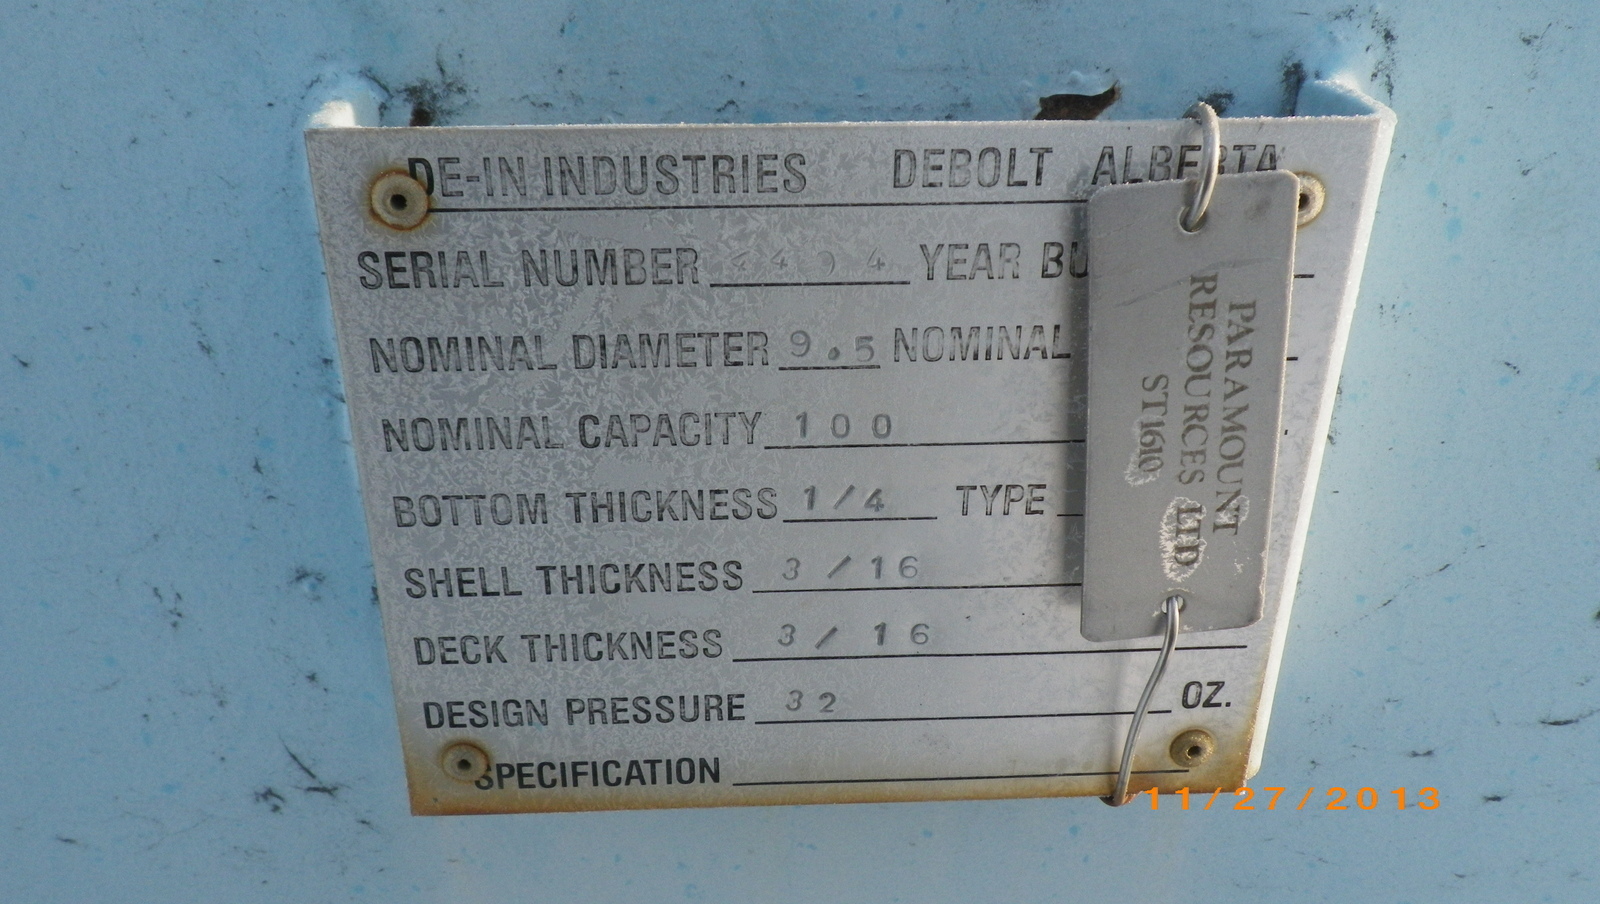 DE-IN INDUSTRIES DEBOLT ALBERTA
SERIAL NUMBER YEAR
NOMINAL DIAMETER 9.5 NOMINAL
NOMINAL CAPACITY 100
BOTTOM THICKNESS 1/4 TYPE
SHELL THICKNESS 3/16
DECK THICKNESS 3/16
DESIGN PRESSURE 32 OZ.
SPECIFICATION
PARAMOUNT
RESOURCES LTD
ST1610
11/27/2013